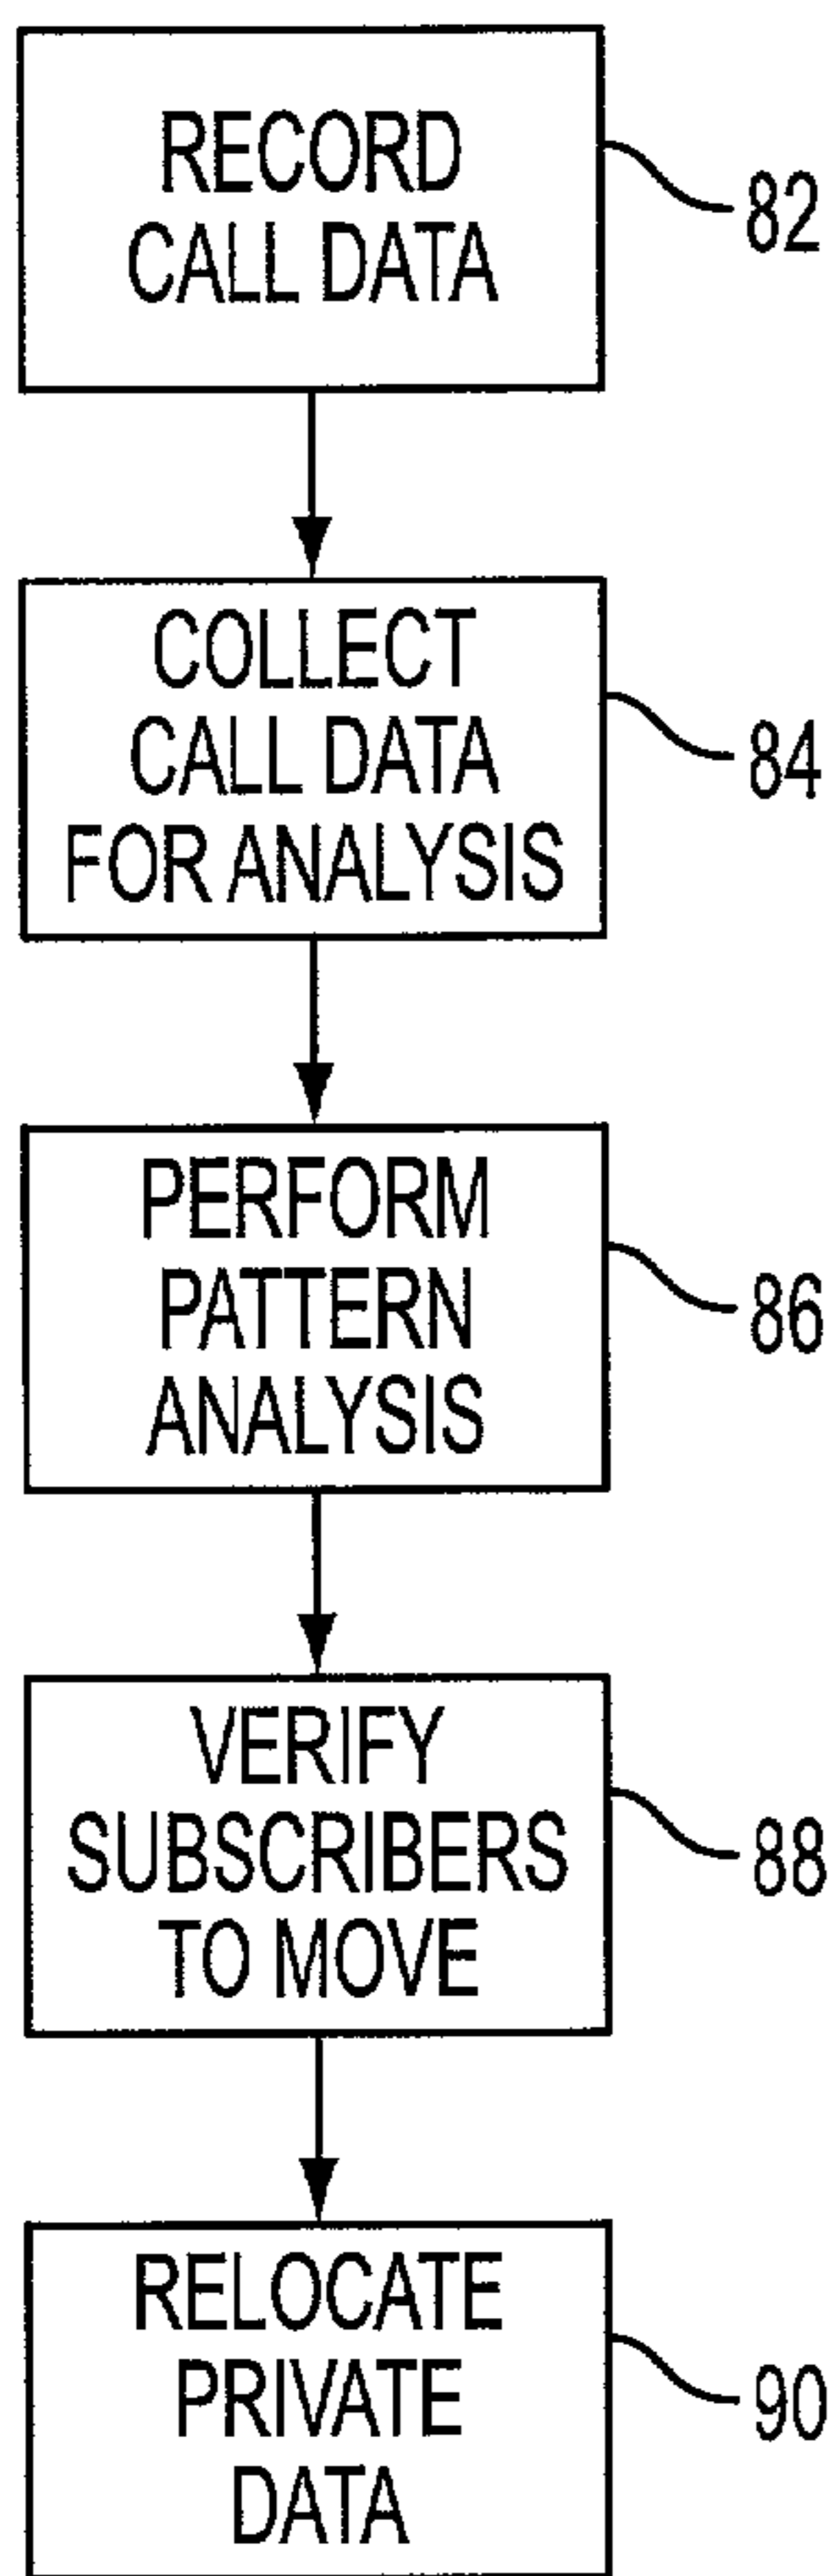 RECORD
CALL DATA
82
COLLECT
CALL DATA
FOR ANALYSIS
84
PERFORM
PATTERN
ANALYSIS
86
VERIFY
SUBSCRIBERS
TO MOVE
88
RELOCATE
PRIVATE
DATA
90